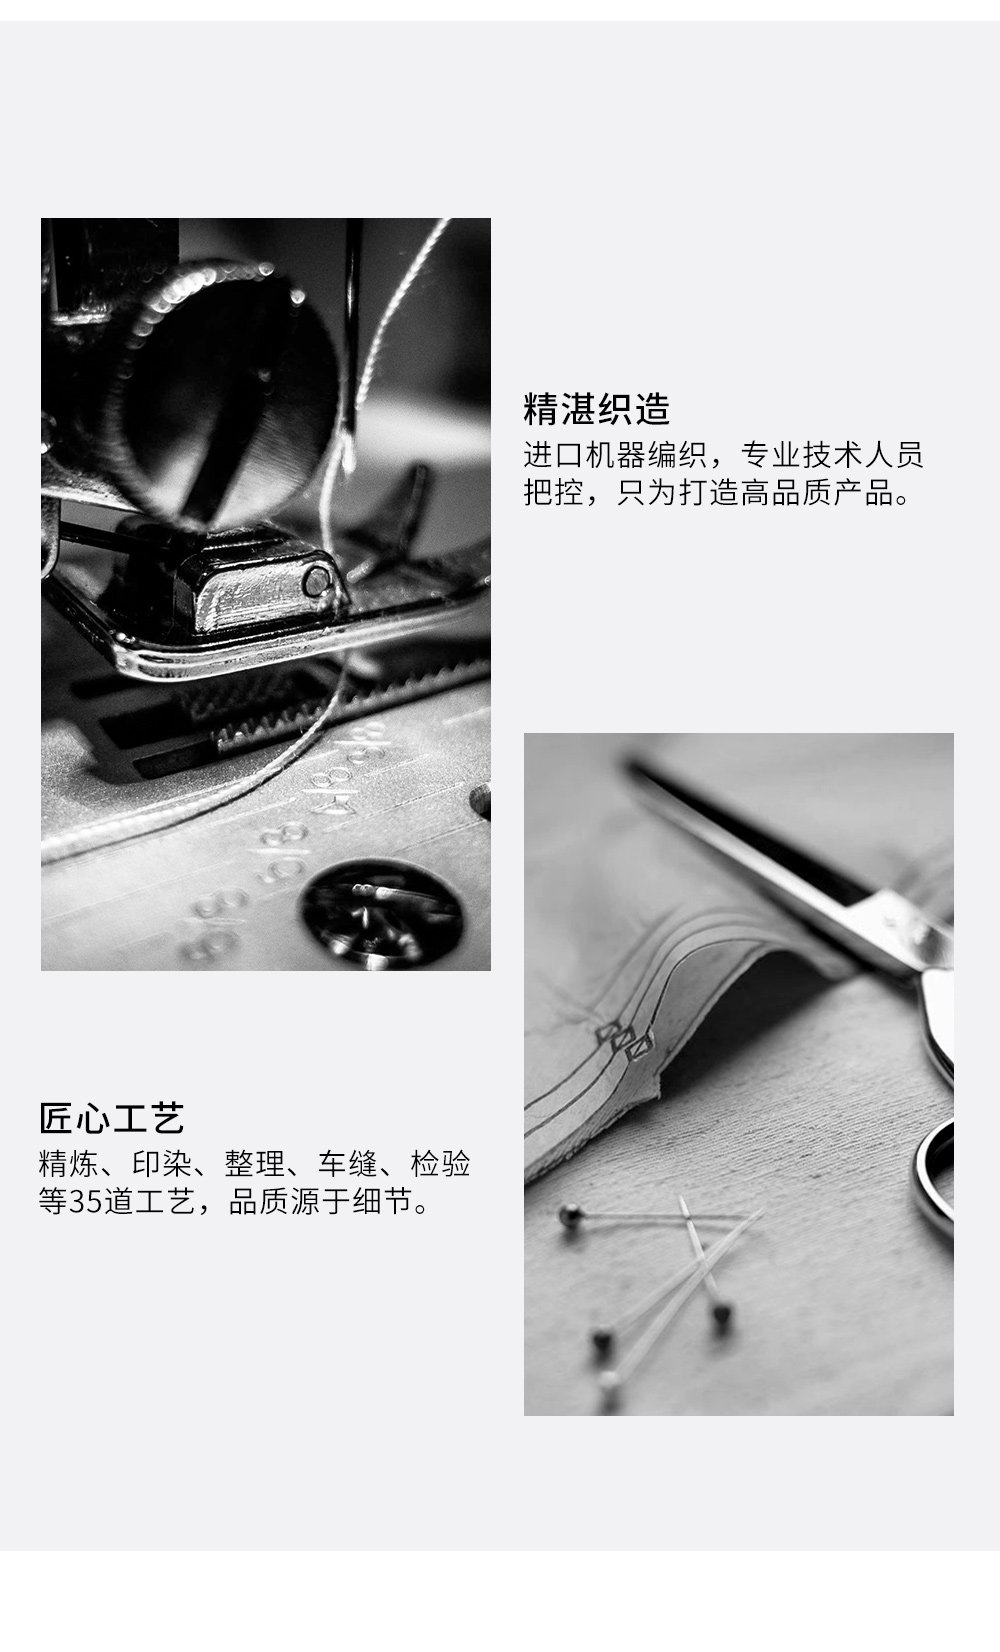 精湛织造
进口机器编织，专业技术人员
把控，只为打造高品质产品。
匠心工艺
精炼、印染、整理、车缝、检验
等35道工艺，品质源于细节。